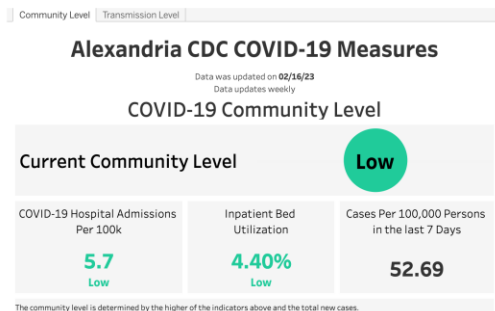 Community Level
Transmission Level
Alexandria CDC COVID-19 Measures
Data was updated on 02/16/23
Data updates weekly
COVID-19 Community Level
Current Community Level
Low
COVID-19 Hospital Admissions
Per 100k
5.7
Low
Inpatient Bed
Utilization
4.40%
Low
Cases Per 100,000 Persons
in the last 7 Days
52.69
The community level is determined by the higher of the indicators above and the total new cases.